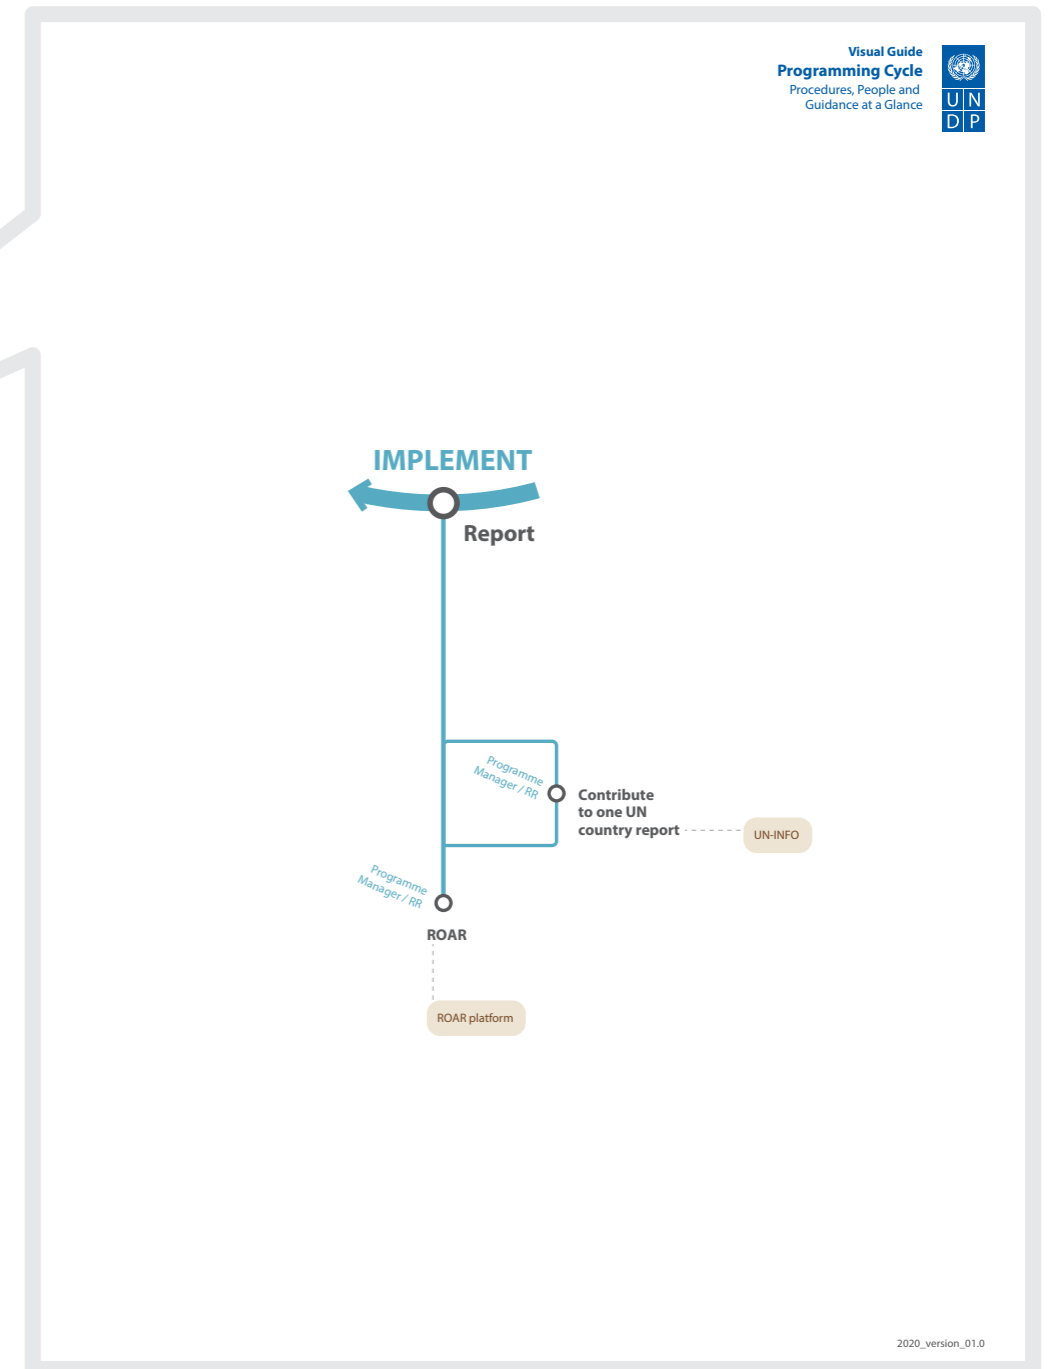 Visual Guide
Programming Cycle
Procedures, People and
Guidance at a Glance
U N
D P
IMPLEMENT
Report
Programme
Manager / RR
Contribute
to one UN
country report
UN-INFO
Programme
Manager / RR
ROAR
ROAR platform
2020_version_01.0